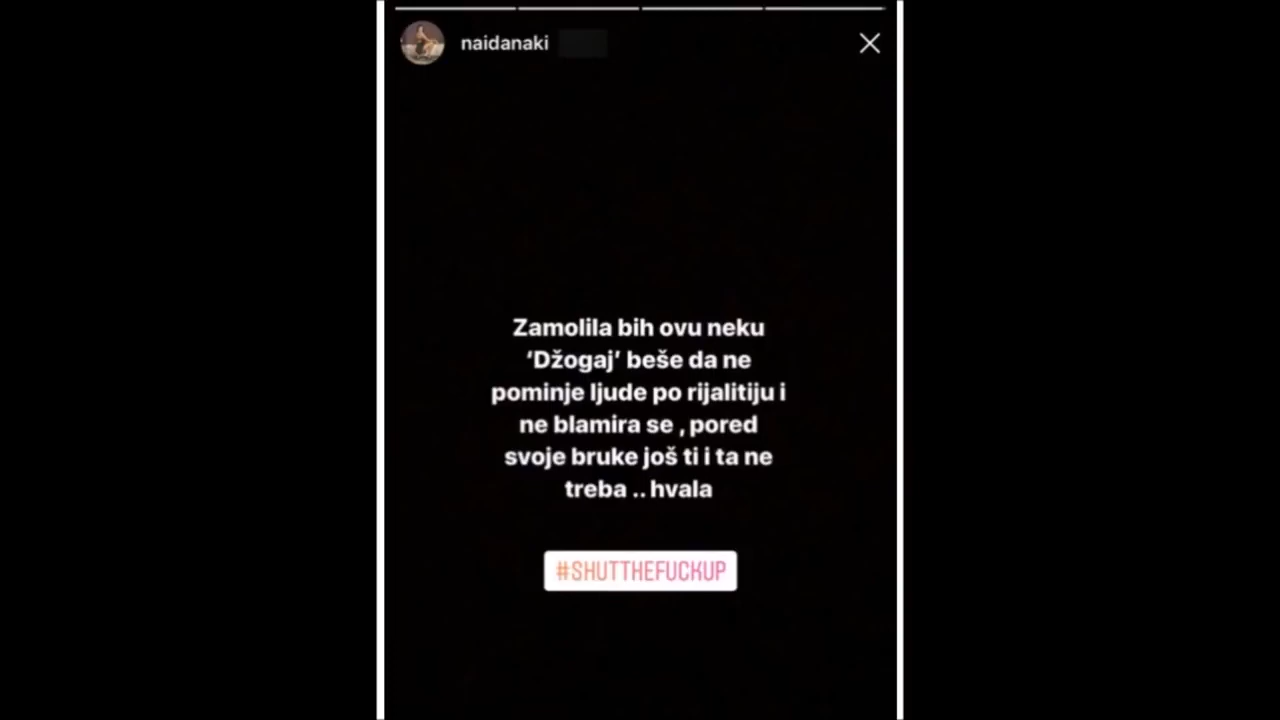 naidanaki
Zamolila bih ovu neku
‘Džogaj’ beše da ne
pominje ljude po rijalitiju i
ne blamira se , pored
svoje bruke još ti i ta ne
treba .. hvala
#SHUTTHEFUCKUP